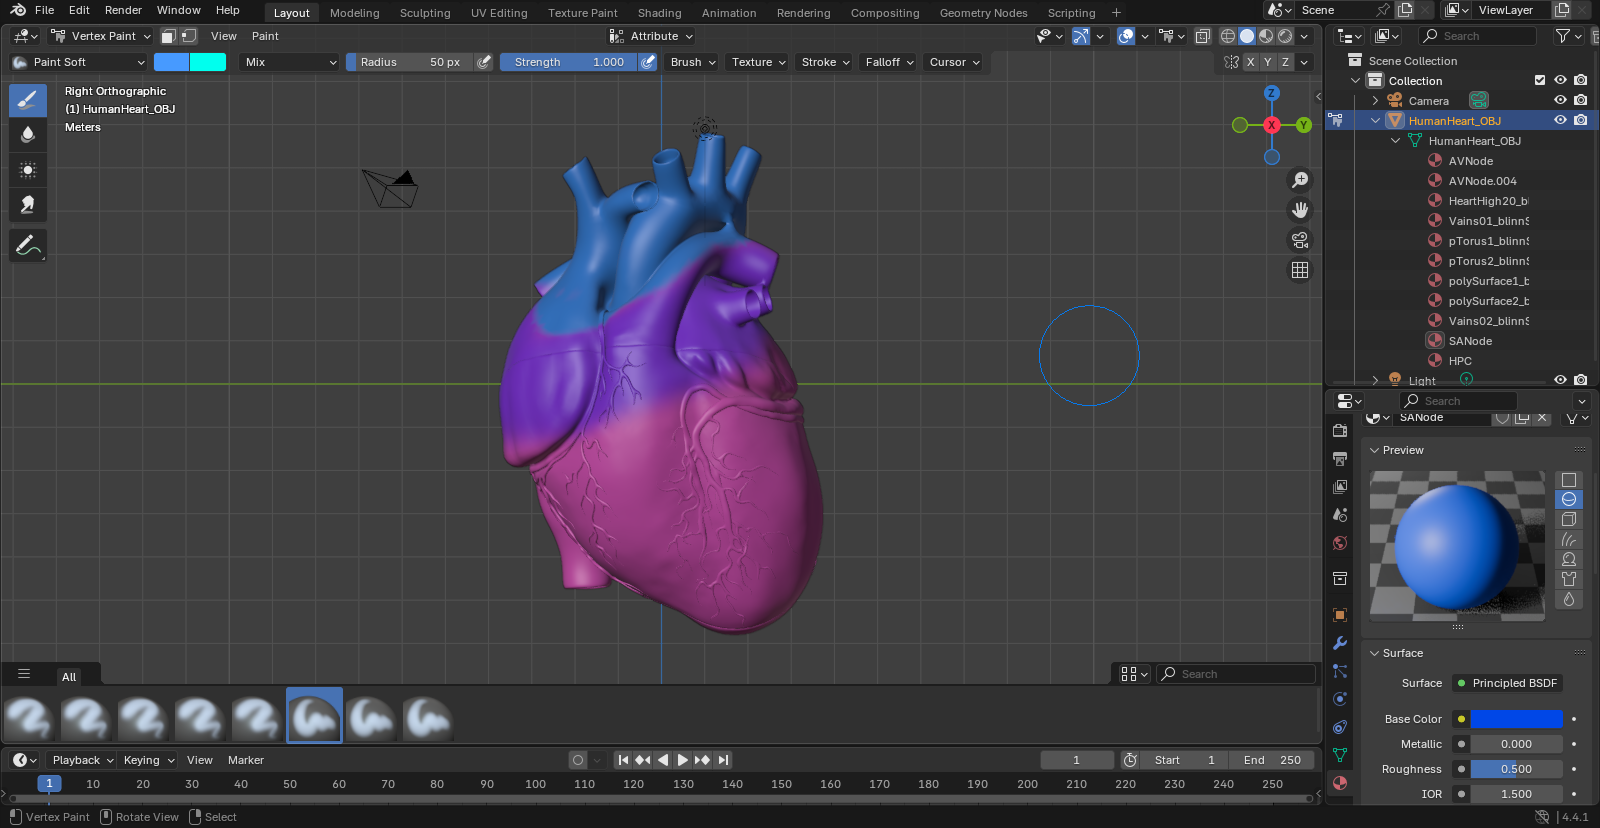 File Edit Render Window Help Layout Modeling Sculpting UV Editing Texture Paint Shading Animation Rendering Compositing Geometry Nodes Scripting + Scene ViewLayer
Vertex Paint View Paint Attribute Search
Paint Soft Mix Radius 50 px Strength 1.000 Brush Texture Stroke Falloff Cursor X Y Z
Right Orthographic
(1) HumanHeart_OBJ
Meters
Z
X
Y
Scene Collection
Collection
Camera
HumanHeart_OBJ
HumanHeart_OBJ
AVNode
AVNode.004
HeartHigh20_bl
Vains01_blinnS
pTorus1_blinnS
pTorus2_blinnS
polySurface1_b
polySurface2_b
Vains02_blinnS
SANode
HPC
Light
Search
SANode
Preview
Surface
Surface Principled BSDF
Base Color
Metallic 0.000
Roughness 0.500
IOR 1.500
All Search
Playback Keying View Marker 1 Start 1 End 250
1 10 20 30 40 50 60 70 80 90 100 110 120 130 140 150 160 170 180 190 200 210 220 230 240 250
Vertex Paint Rotate View Select 4.4.1